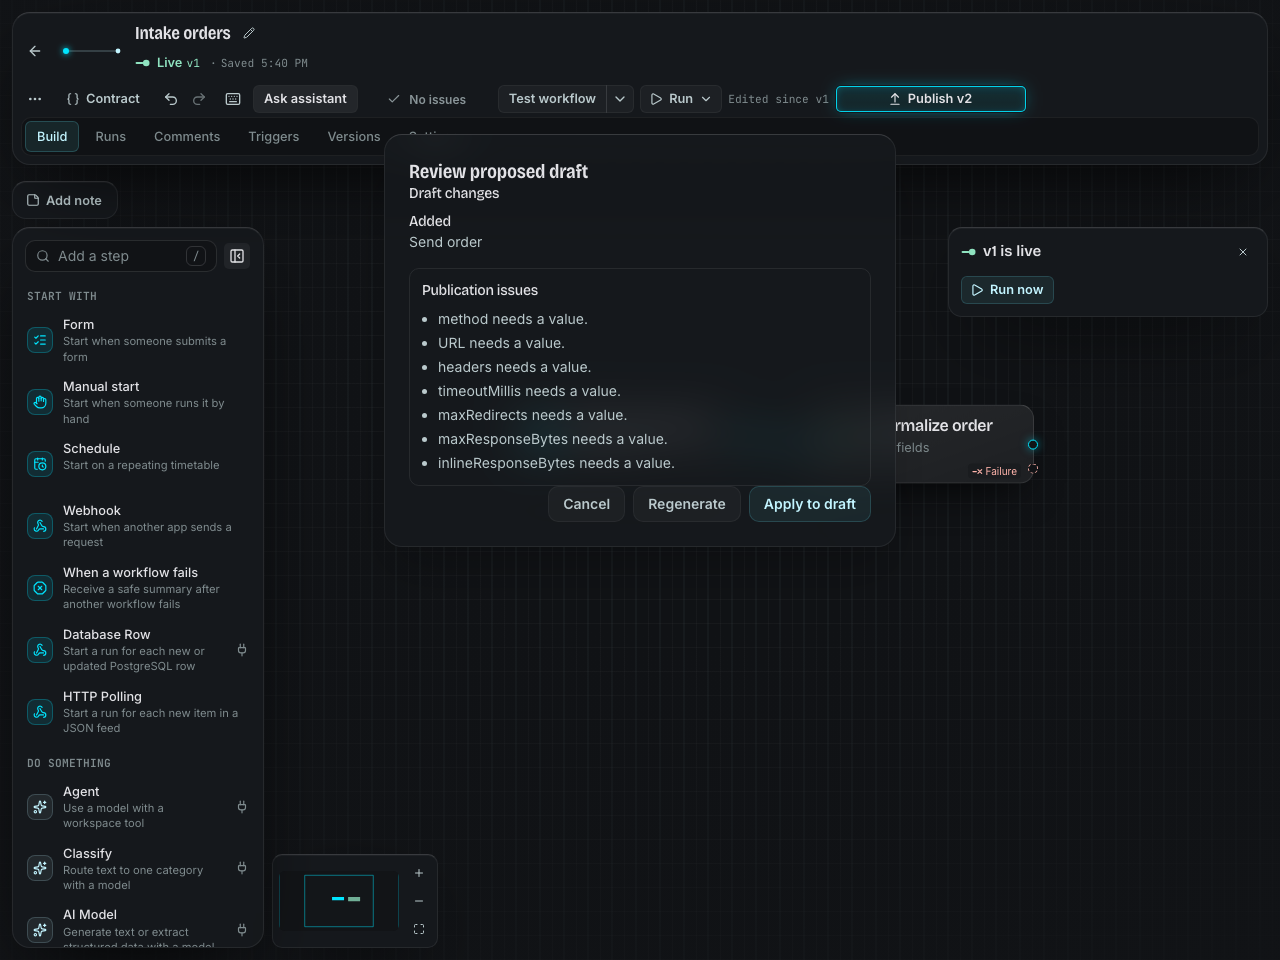 Intake orders
Live v1 · Saved 5:40 PM
Contract
Ask assistant
No issues
Test workflow
Run
Edited since v1
Publish v2
Build
Runs
Comments
Triggers
Versions
Add note
Add a step /
START WITH
Form
Start when someone submits a
form
Manual start
Start when someone runs it by
hand
Schedule
Start on a repeating timetable
Webhook
Start when another app sends a
request
When a workflow fails
Receive a safe summary after
another workflow fails
Database Row
Start a run for each new or
updated PostgreSQL row
HTTP Polling
Start a run for each new item in a
JSON feed
DO SOMETHING
Agent
Use a model with a
workspace tool
Classify
Route text to one category
with a model
AI Model
Generate text or extract
structured data with a model
Review proposed draft
Draft changes
Added
Send order
Publication issues
• method needs a value.
• URL needs a value.
• headers needs a value.
• timeoutMillis needs a value.
• maxRedirects needs a value.
• maxResponseBytes needs a value.
• inlineResponseBytes needs a value.
Cancel
Regenerate
Apply to draft
v1 is live
Run now
rmalize order
fields
Failure